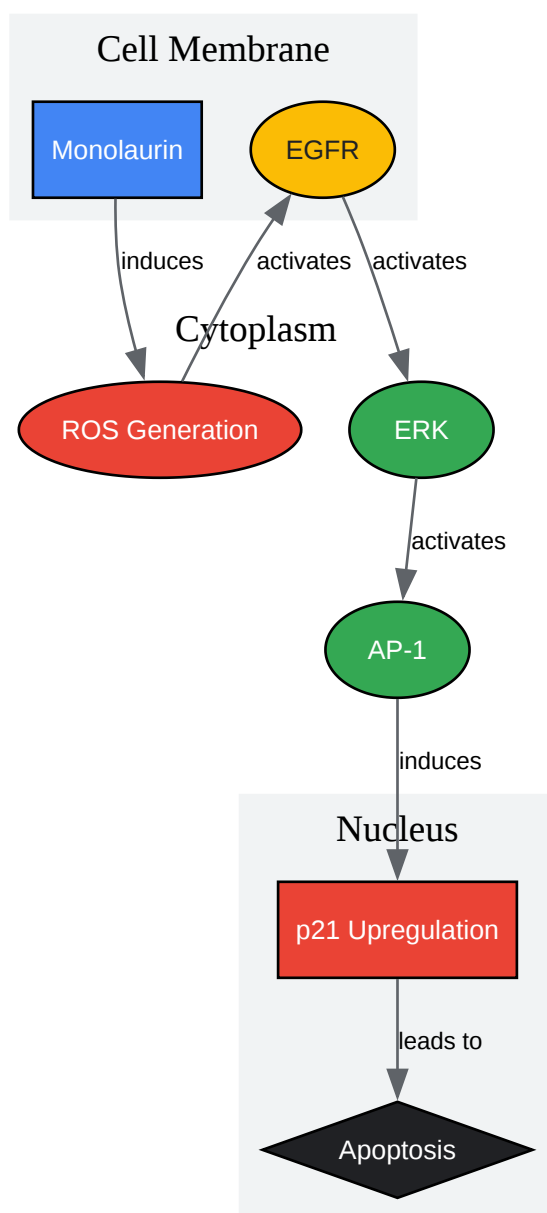 Cell Membrane
Monolaurin
EGFR
induces
activates
activates
Cytoplasm
ROS Generation
ERK
activates
AP-1
induces
Nucleus
p21 Upregulation
leads to
Apoptosis